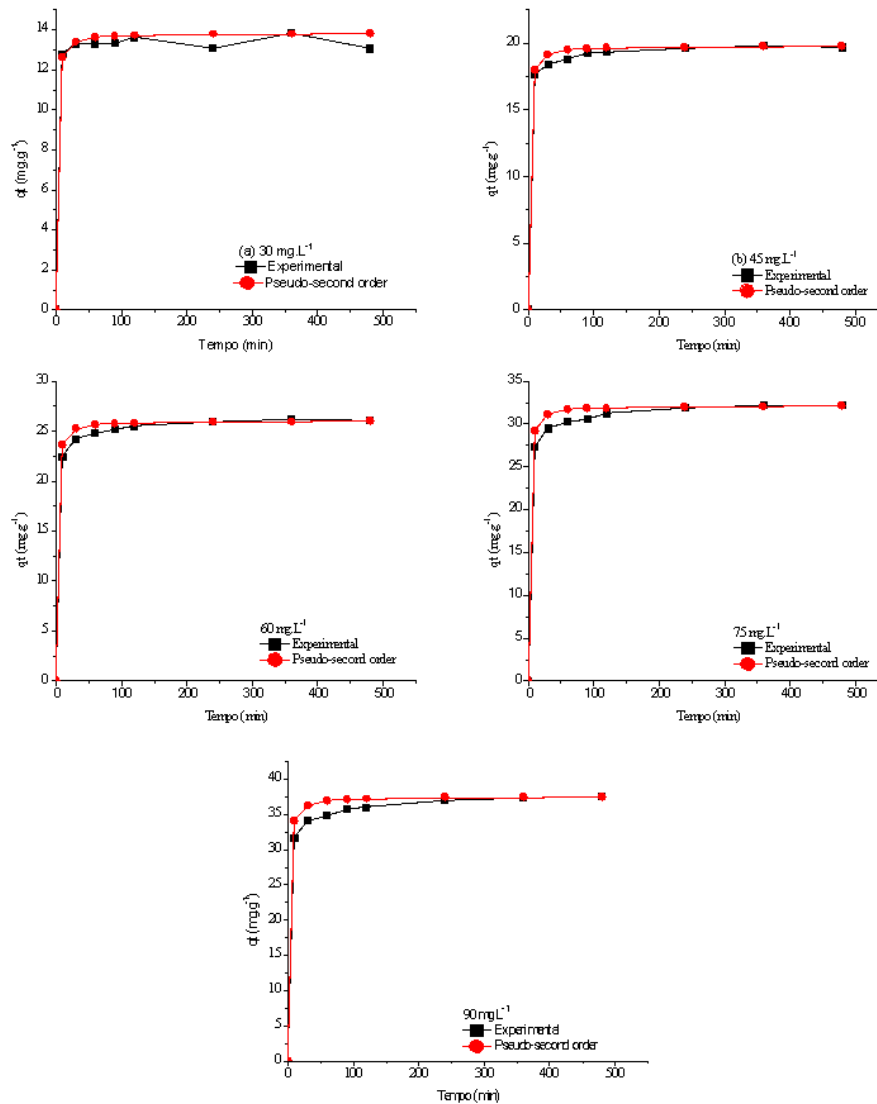 14
12
10
8
6
4
2
0
qt (mg.g⁻¹)
(a) 30 mg.L⁻¹
Experimental
Pseudo-second order
0 100 200 300 400 500
Tempo (min)
20
15
10
5
0
qt (mg.g⁻¹)
(b) 45 mg.L⁻¹
Experimental
Pseudo-second order
0 100 200 300 400 500
Tempo (min)
30
25
20
15
10
5
0
qt (mg.g⁻¹)
60 mg.L⁻¹
Experimental
Pseudo-second order
0 100 200 300 400 500
Tempo (min)
35
30
25
20
15
10
5
0
qt (mg.g⁻¹)
75 mg.L⁻¹
Experimental
Pseudo-second order
0 100 200 300 400 500
Tempo (min)
40
35
30
25
20
15
10
5
0
qt (mg.g⁻¹)
90 mgL⁻¹
Experimental
Pseudo-second order
0 100 200 300 400 500
Tempo (min)